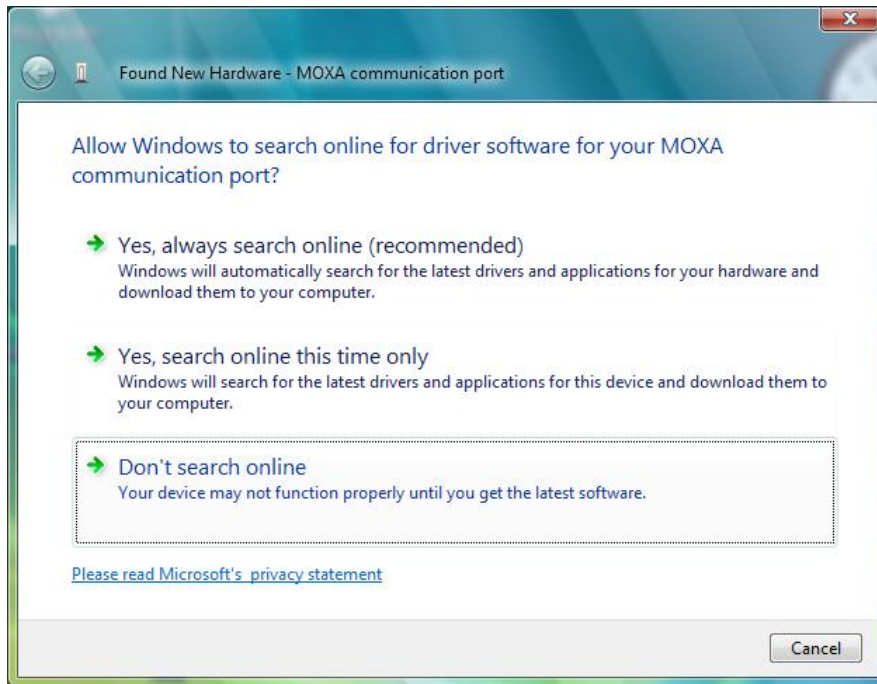 Found New Hardware - MOXA communication port
Allow Windows to search online for driver software for your MOXA
communication port?
Yes, always search online (recommended)
Windows will automatically search for the latest drivers and applications for your hardware and
download them to your computer.
Yes, search online this time only
Windows will search for the latest drivers and applications for this device and download them to
your computer.
Don't search online
Your device may not function properly until you get the latest software.
Please read Microsoft's privacy statement
Cancel